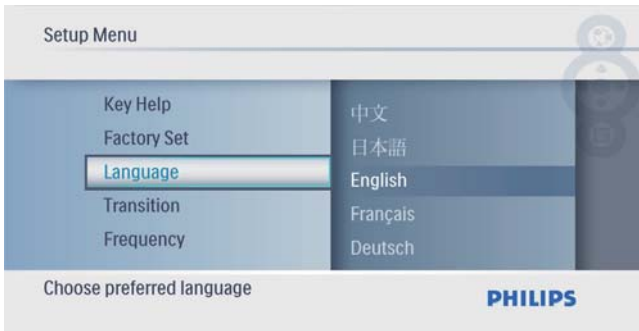 Setup Menu
Key Help
Factory Set
Language
Transition
Frequency
中文
日本語
English
Français
Deutsch
Choose preferred language
PHILIPS